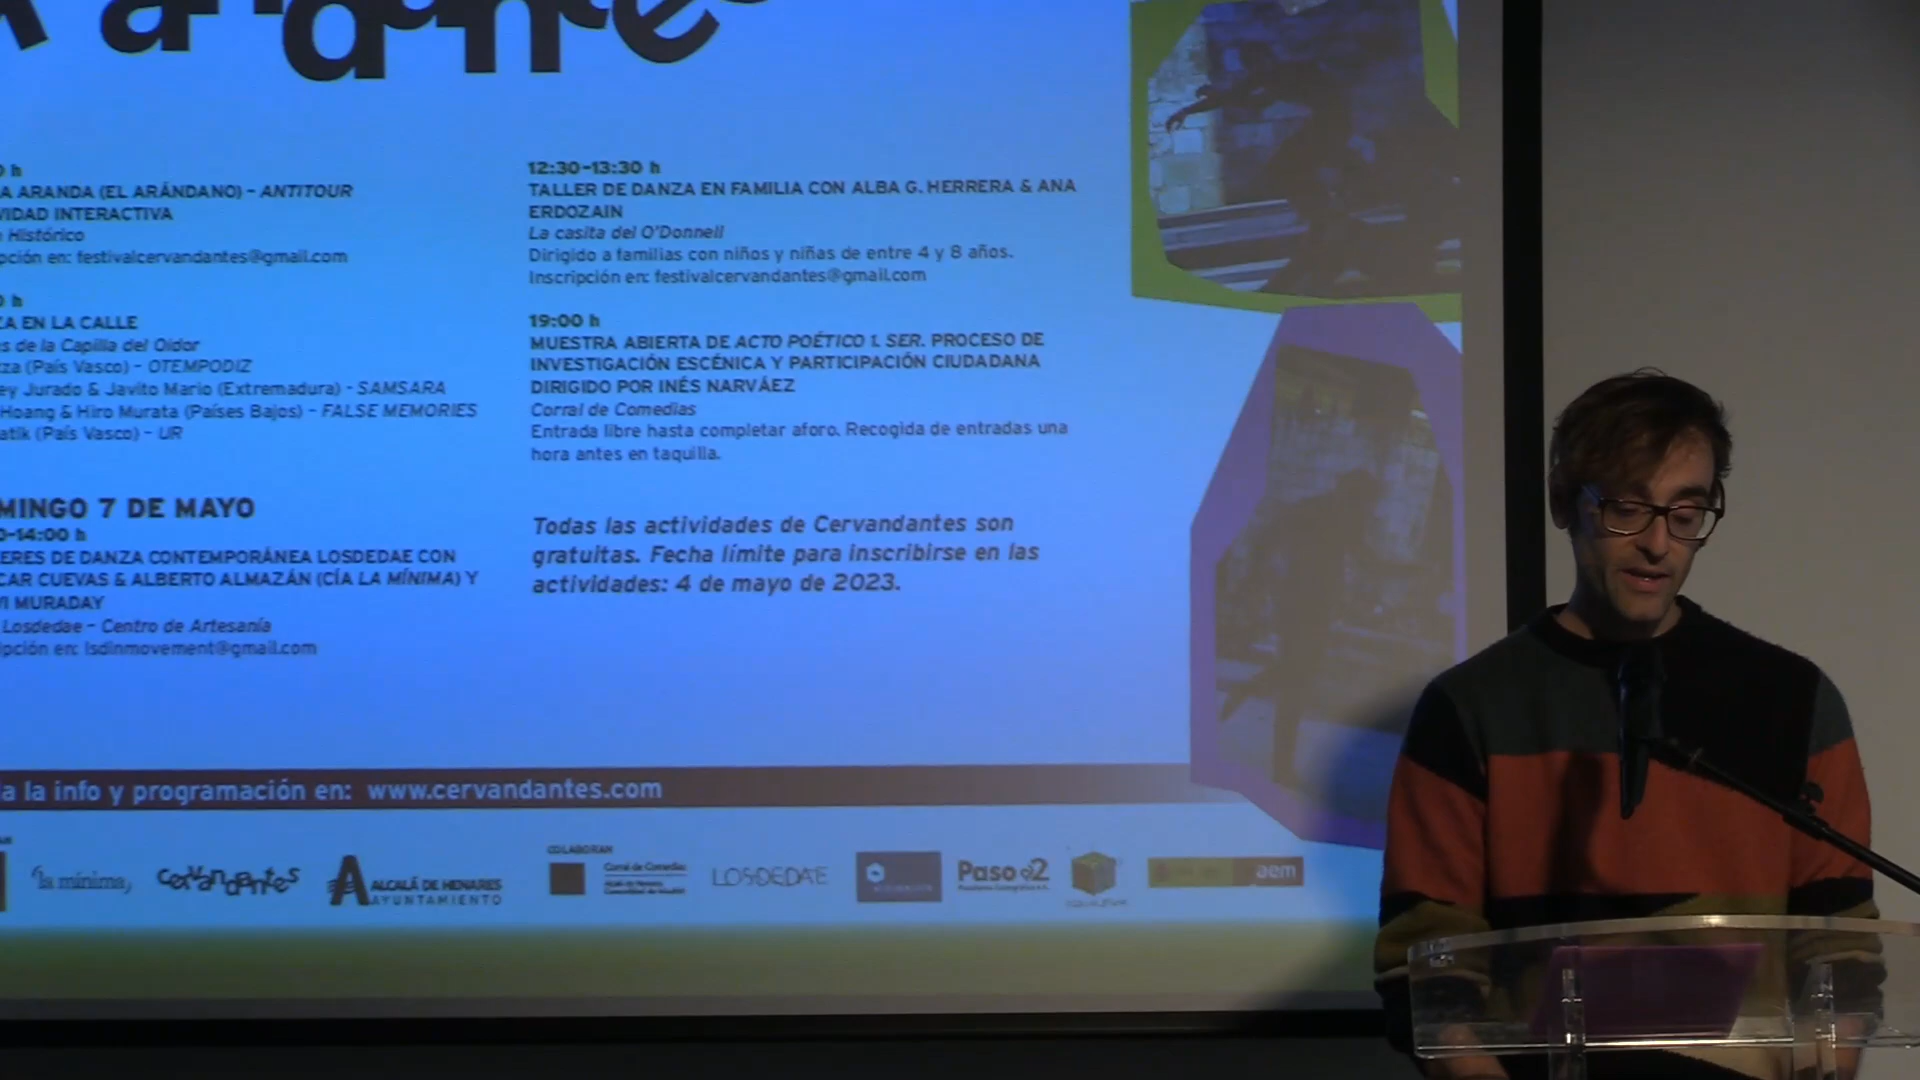 h
A ARANDA (EL ARÁNDANO) – ANTITOUR
VIDAD INTERACTIVA
Histórico
pción en: festivalcervandantes@gmail.com
h
A EN LA CALLE
s de la Capilla del Oidor
za (País Vasco) – OTEMPODIZ
ey Jurado & Javito Mario (Extremadura) - SAMSARA
Hoang & Hiro Murata (Países Bajos) – FALSE MEMORIES
atik (País Vasco) – UR
MINGO 7 DE MAYO
0-14:00 h
ERES DE DANZA CONTEMPORÁNEA LOSDEDAE CON
CAR CUEVAS & ALBERTO ALMAZÁN (CÍA LA MÍNIMA) Y
I MURADAY
Losdedae – Centro de Artesanía
ipción en: lsdinmovement@gmail.com
12:30-13:30 h
TALLER DE DANZA EN FAMILIA CON ALBA G. HERRERA & ANA
ERDOZAIN
La casita del O'Donnell
Dirigido a familias con niños y niñas de entre 4 y 8 años.
Inscripción en: festivalcervandantes@gmail.com
19:00 h
MUESTRA ABIERTA DE ACTO POÉTICO 1. SER. PROCESO DE
INVESTIGACIÓN ESCÉNICA Y PARTICIPACIÓN CIUDADANA
DIRIGIDO POR INÉS NARVÁEZ
Corral de Comedias
Entrada libre hasta completar aforo. Recogida de entradas una
hora antes en taquilla.
Todas las actividades de Cervandantes son
gratuitas. Fecha límite para inscribirse en las
actividades: 4 de mayo de 2023.
a la info y programación en: www.cervandantes.com
la mínima
cervandantes
ALCALÁ DE HENARES
AYUNTAMIENTO
COLABORAN
Corral de Comedias
LOSDEDAE
Paso a2
aem